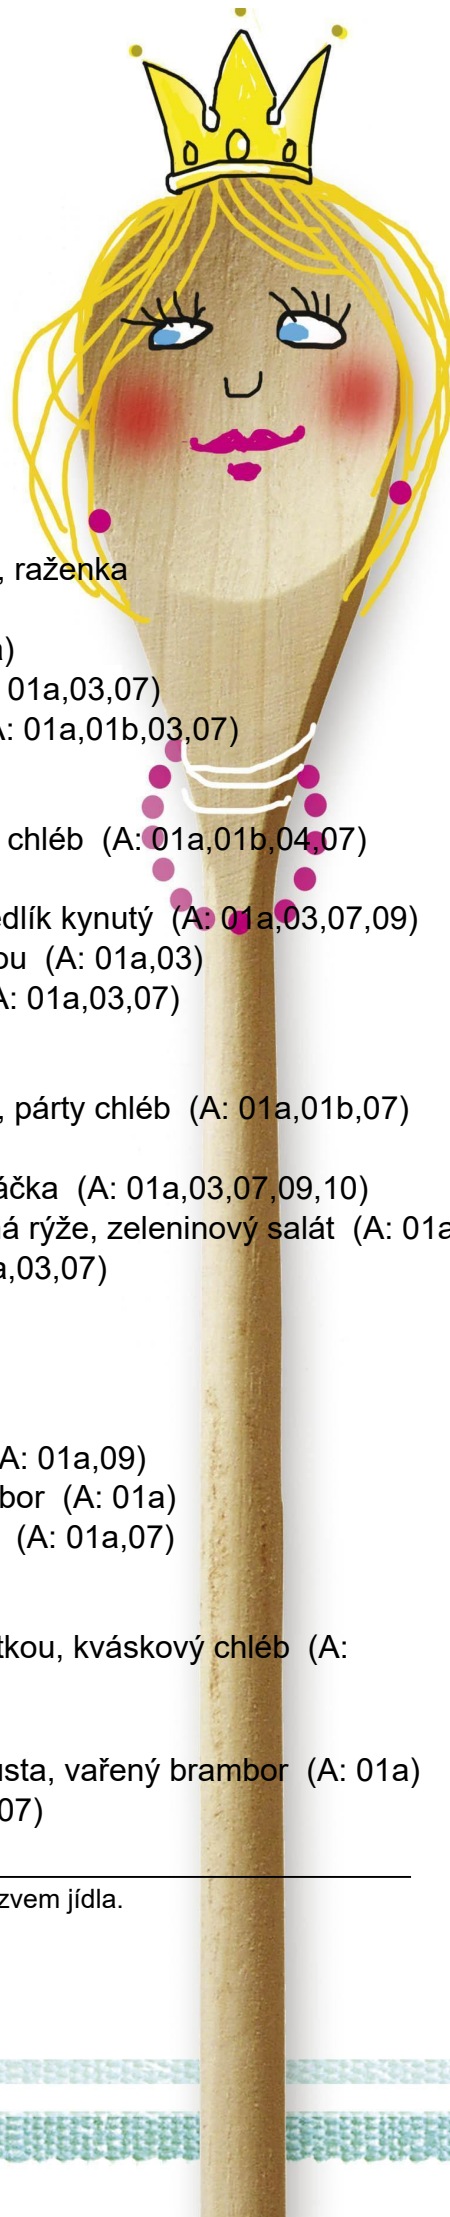 , raženka
)
01a,03,07)
A: 01a,01b,03,07)
chléb (A: 01a,01b,04,07)
edlík kynutý (A: 01a,03,07,09)
ou (A: 01a,03)
A: 01a,03,07)
, párty chléb (A: 01a,01b,07)
áčka (A: 01a,03,07,09,10)
á rýže, zeleninový salát (A: 01a
a,03,07)
A: 01a,09)
bor (A: 01a)
(A: 01a,07)
tkou, kváskový chléb (A:
usta, vařený brambor (A: 01a)
07)
zvem jídla.